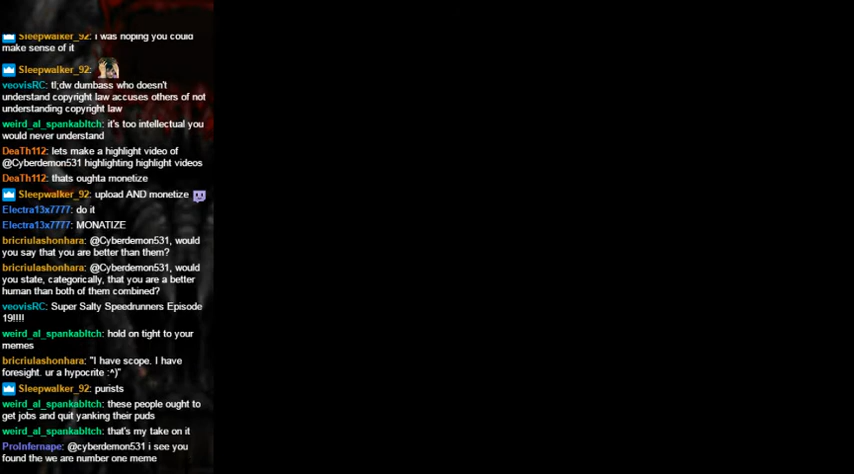 Sleepwalker_92: i was hoping you could
make sense of it
Sleepwalker_92:
veovisRC: tl;dw dumbass who doesn't
understand copyright law accuses others of not
understanding copyright law
weird_al_spankabItch: it's too intellectual you
would never understand
DeaTh112: lets make a highlight video of
@Cyberdemon531 highlighting highlight videos
DeaTh112: thats oughta monetize
Sleepwalker_92: upload AND monetize
Electra13x7777: do it
Electra13x7777: MONATIZE
bricriulashonhara: @Cyberdemon531, would
you say that you are better than them?
bricriulashonhara: @Cyberdemon531, would
you state, categorically, that you are a better
human than both of them combined?
veovisRC: Super Salty Speedrunners Episode
19!!!!
weird_al_spankabItch: hold on tight to your
memes
bricriulashonhara: "I have scope. I have
foresight. ur a hypocrite :^)"
Sleepwalker_92: purists
weird_al_spankabItch: these people ought to
get jobs and quit yanking their puds
weird_al_spankabItch: that's my take on it
ProInfernape: @cyberdemon531 i see you
found the we are number one meme